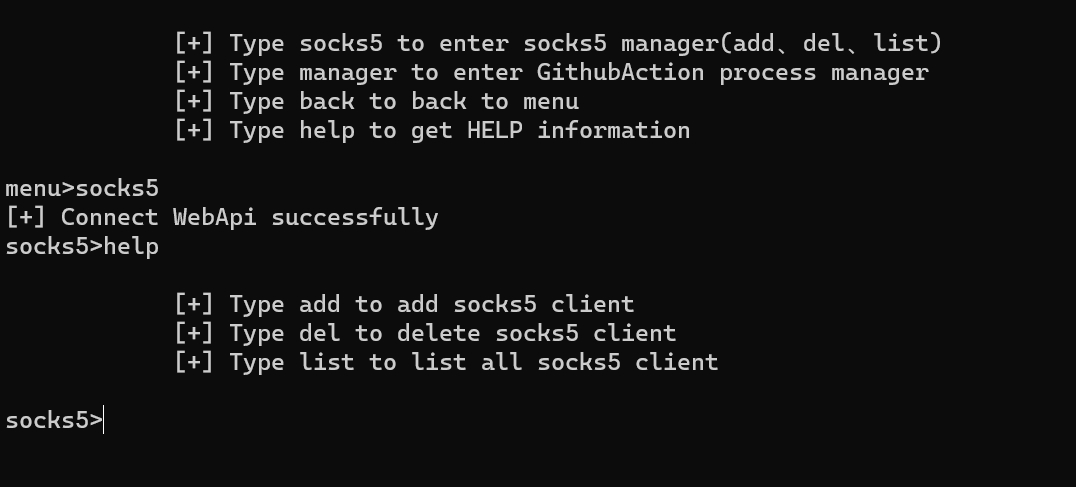 [+] Type socks5 to enter socks5 manager(add、del、list)
[+] Type manager to enter GithubAction process manager
[+] Type back to back to menu
[+] Type help to get HELP information
menu>socks5
[+] Connect WebApi successfully
socks5>help
[+] Type add to add socks5 client
[+] Type del to delete socks5 client
[+] Type list to list all socks5 client
socks5>